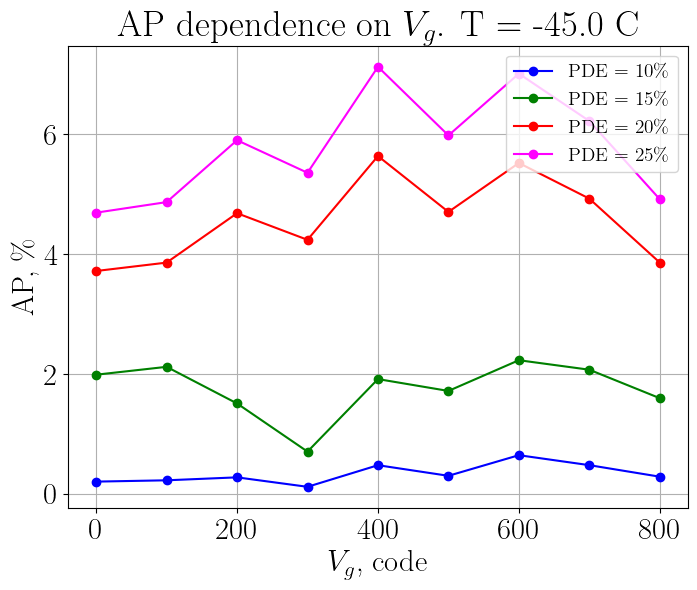 AP dependence on V_g. T = -45.0 C
PDE = 10%
PDE = 15%
PDE = 20%
PDE = 25%
AP, %
6
4
2
0
0 200 400 600 800
V_g, code